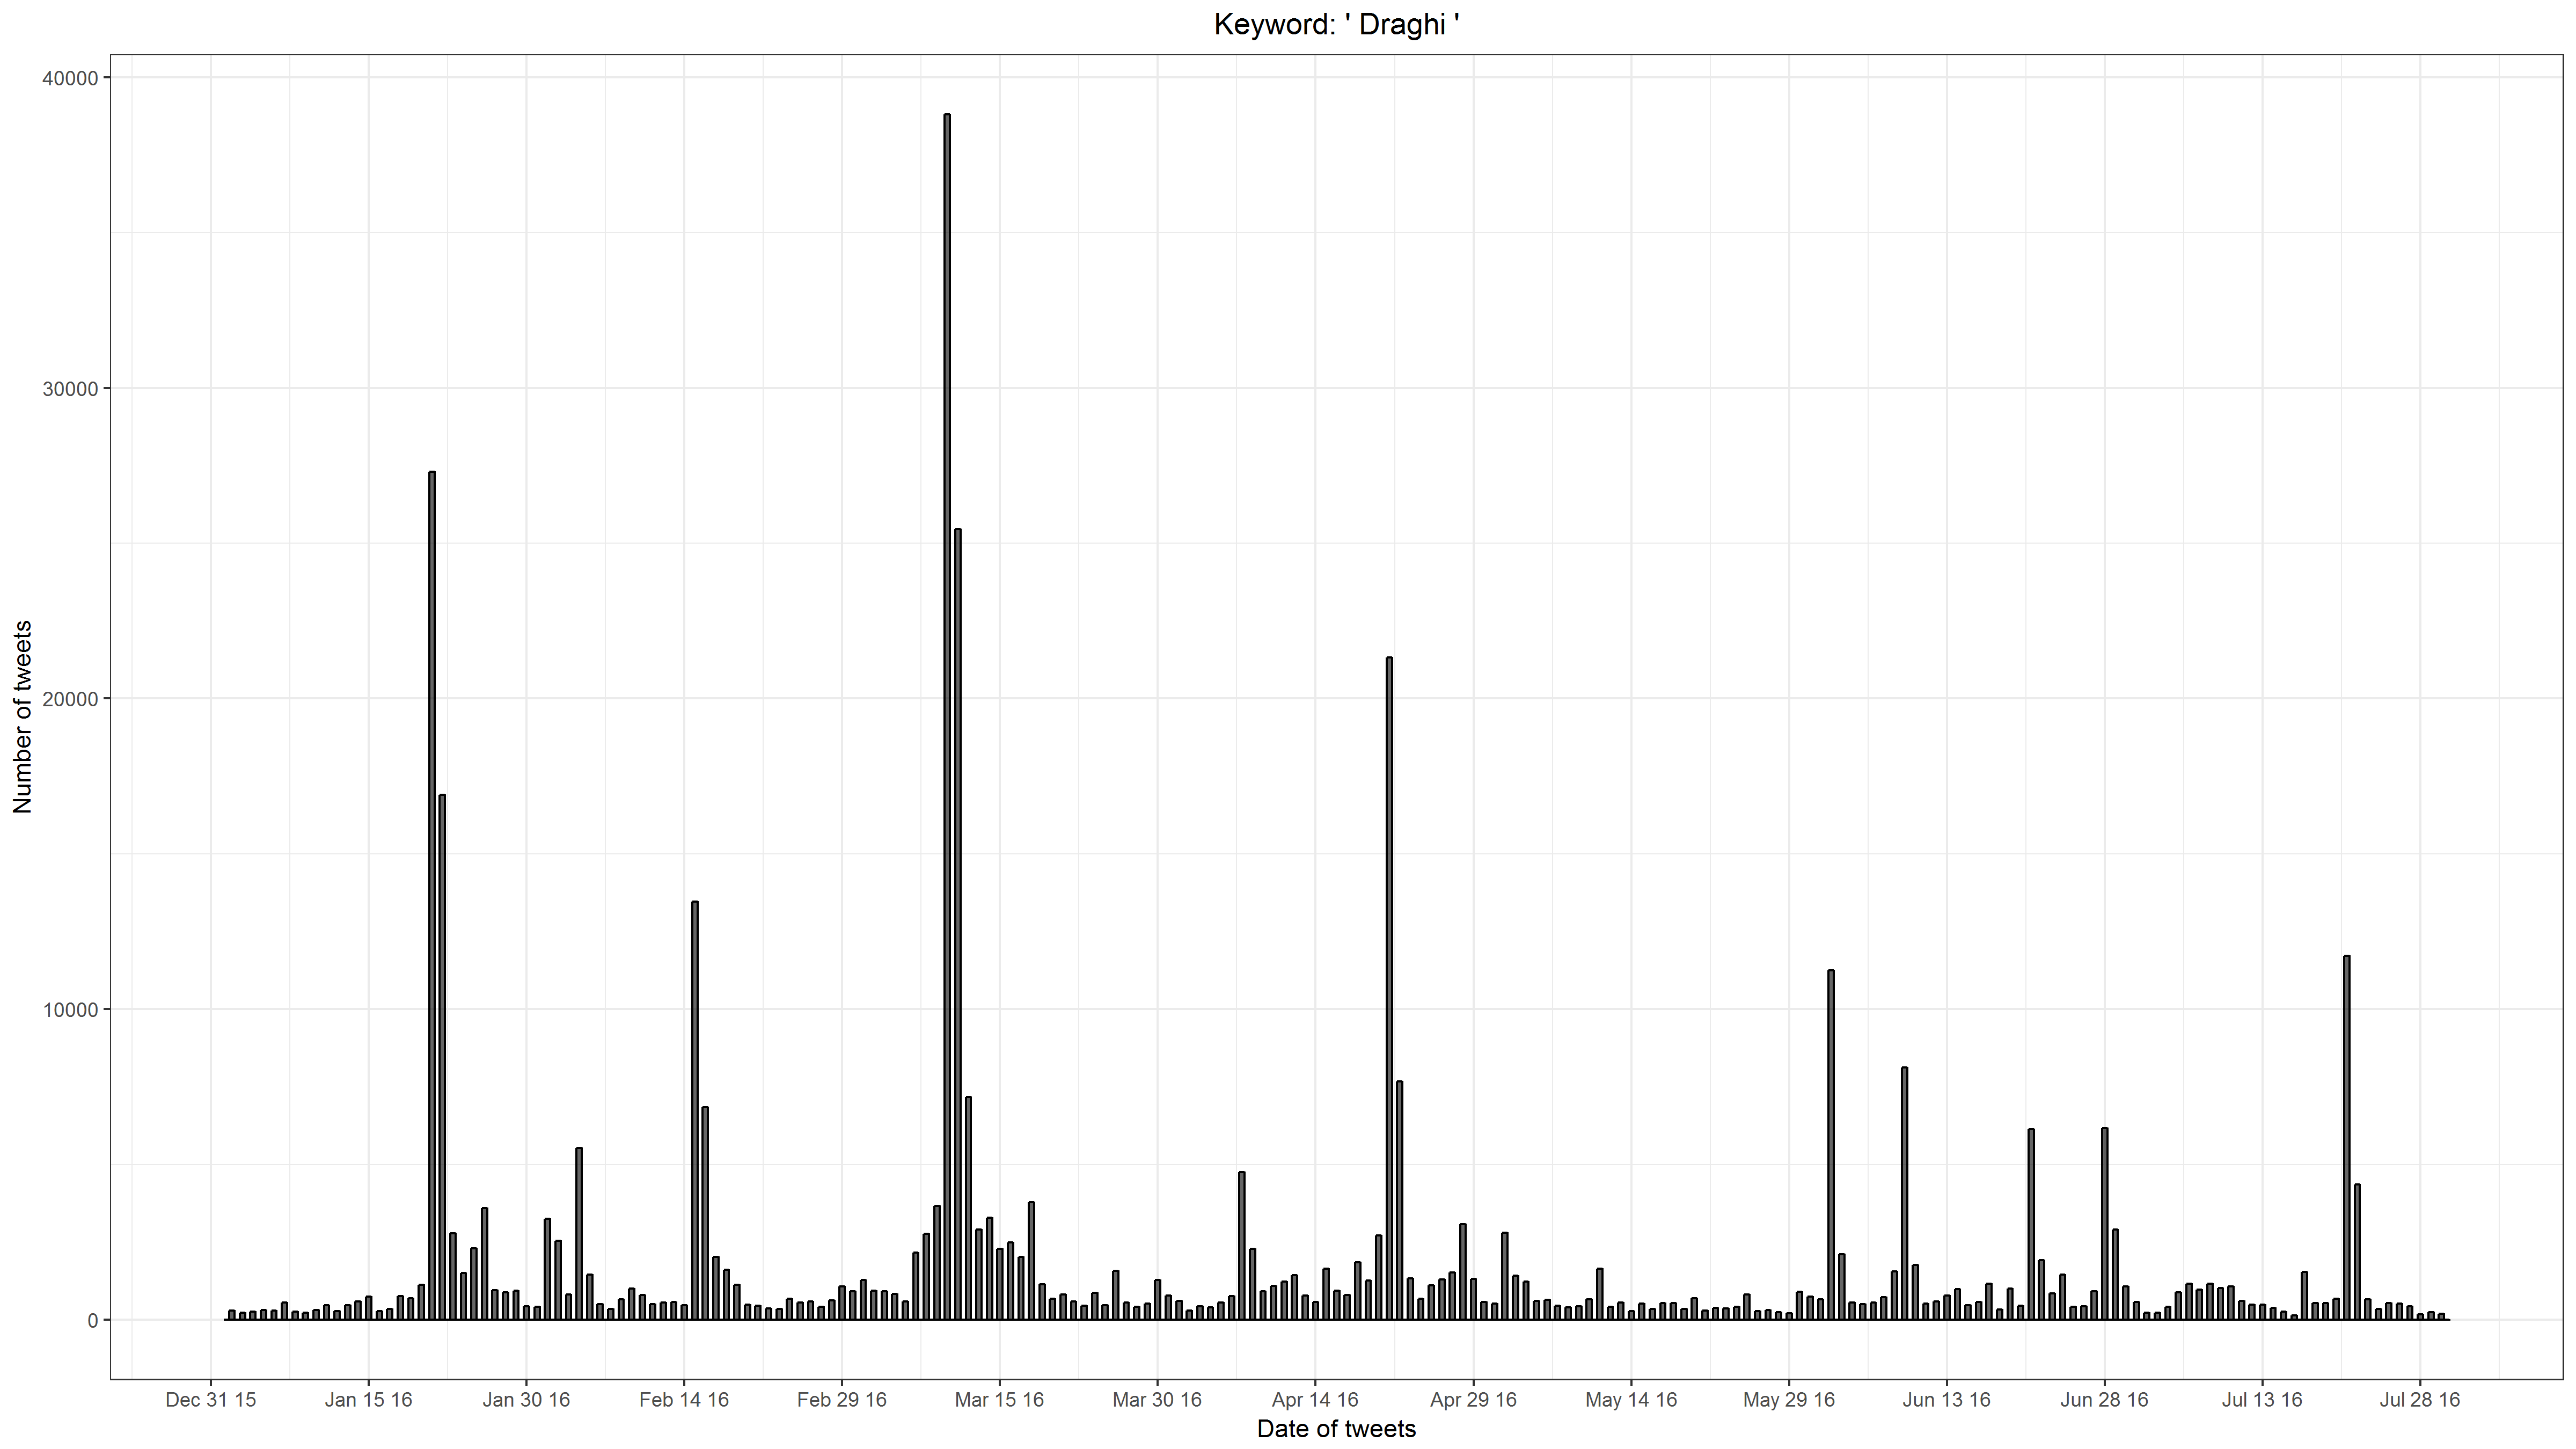 Keyword: ' Draghi '
Number of tweets
40000
30000
20000
10000
0
Dec 31 15 Jan 15 16 Jan 30 16 Feb 14 16 Feb 29 16 Mar 15 16 Mar 30 16 Apr 14 16 Apr 29 16 May 14 16 May 29 16 Jun 13 16 Jun 28 16 Jul 13 16 Jul 28 16
Date of tweets